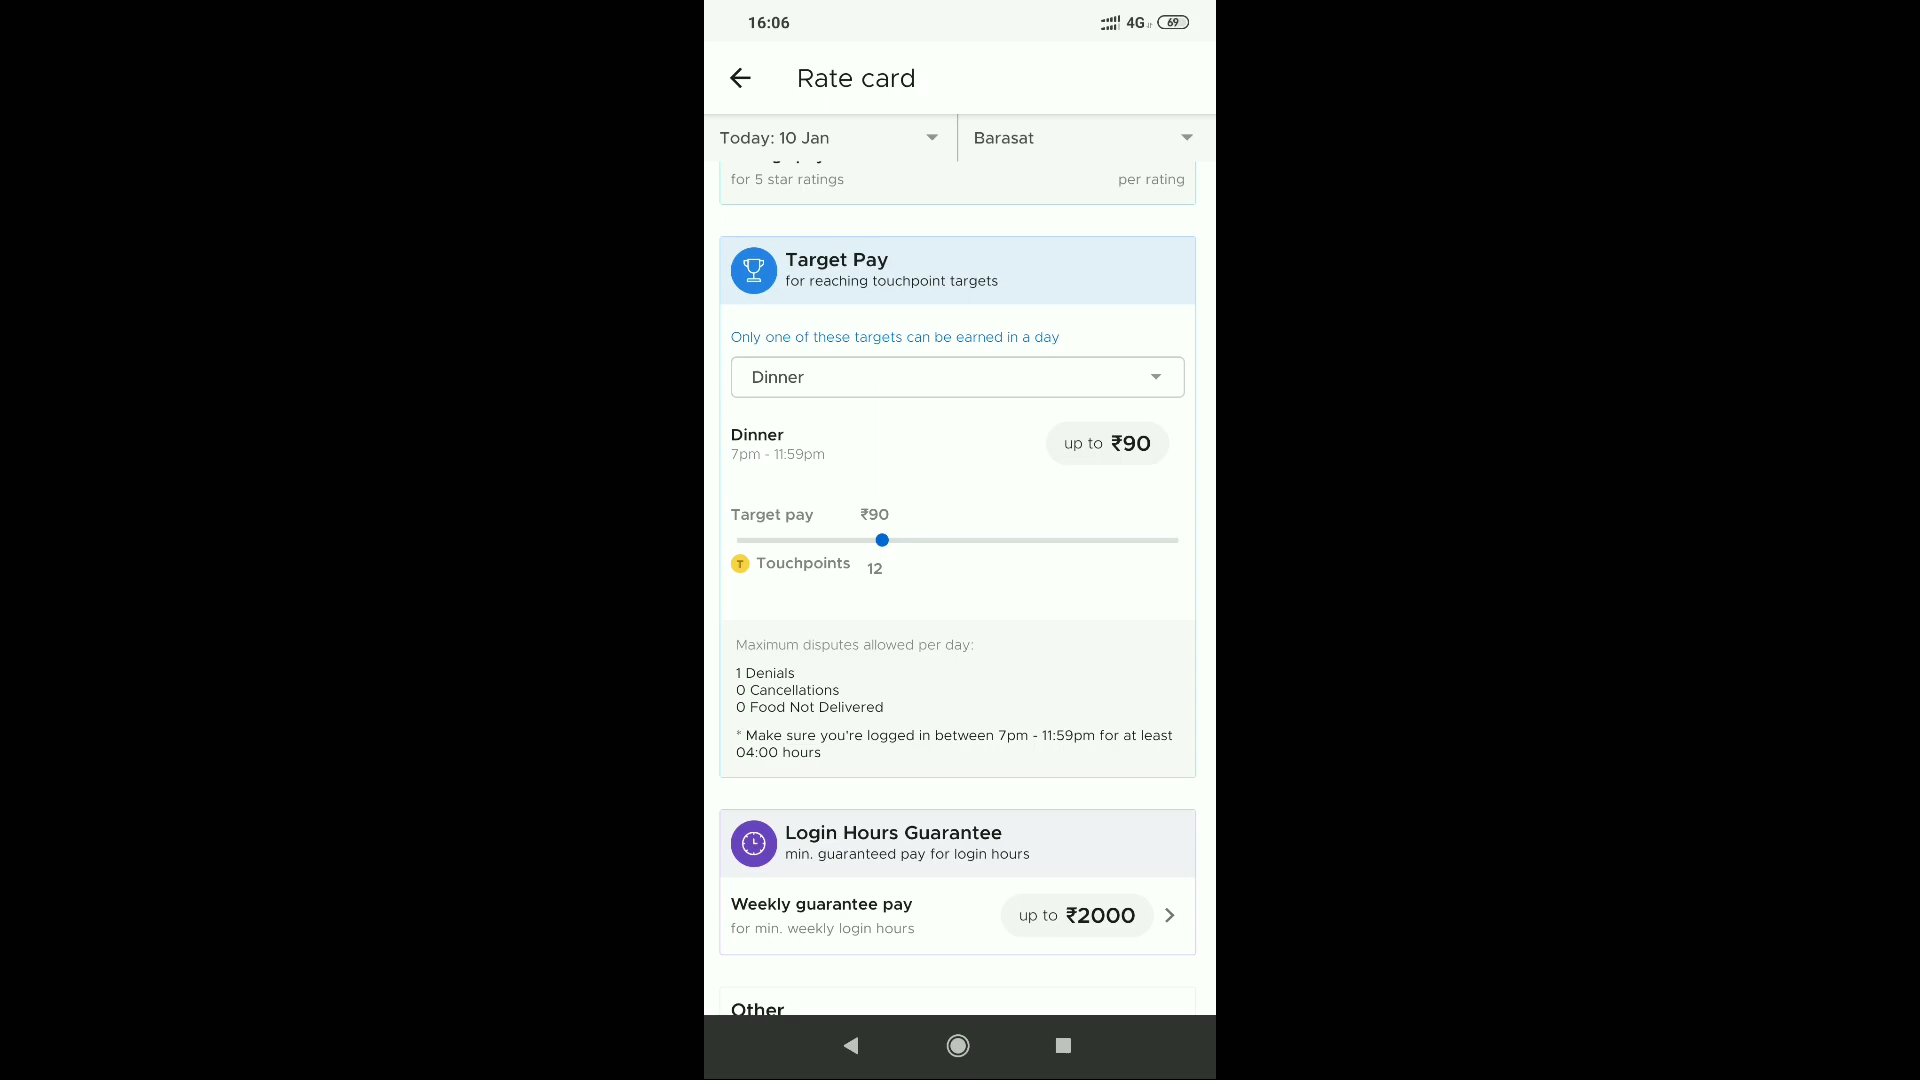 16:06
4G
69
Rate card
Today: 10 Jan
Barasat
for 5 star ratings
per rating
Target Pay
for reaching touchpoint targets
Only one of these targets can be earned in a day
Dinner
Dinner
up to ₹90
7pm - 11:59pm
Target pay
₹90
T Touchpoints
12
Maximum disputes allowed per day:
1 Denials
0 Cancellations
0 Food Not Delivered
* Make sure you're logged in between 7pm - 11:59pm for at least
04:00 hours
Login Hours Guarantee
min. guaranteed pay for login hours
Weekly guarantee pay
up to ₹2000
for min. weekly login hours
Other